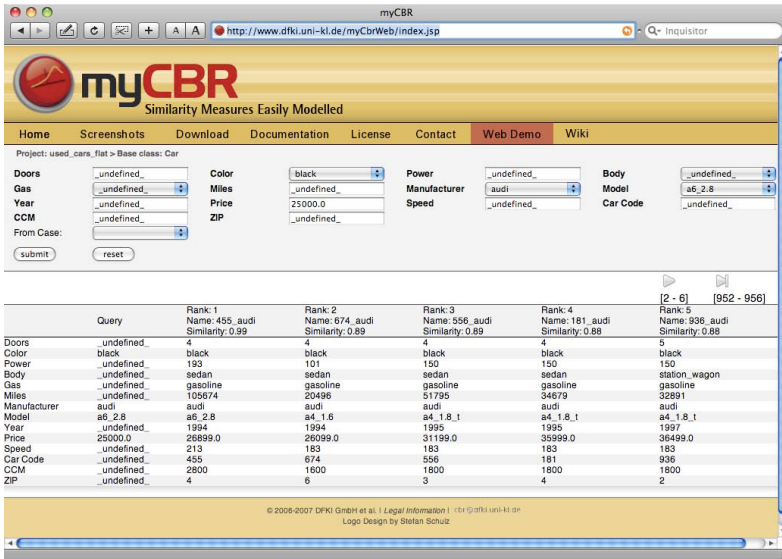 myCBR
A A http://www.dfki.uni-kl.de/myCbrWeb/index.jsp Q- Inquisitor
myCBR
Similarity Measures Easily Modelled
Home Screenshots Download Documentation License Contact Web Demo Wiki
Project: used_cars_flat > Base class: Car
Doors _undefined_ Color black Power _undefined_ Body _undefined_
Gas _undefined_ Miles _undefined_ Manufacturer audi Model a6_2.8
Year _undefined_ Price 25000.0 Speed _undefined_ Car Code _undefined_
CCM _undefined_ ZIP _undefined_
From Case:
submit reset
[2 - 6] [952 - 956]
Rank: 1 Rank: 2 Rank: 3 Rank: 4 Rank: 5
Query Name: 455_audi Name: 674_audi Name: 556_audi Name: 181_audi Name: 936_audi
Similarity: 0.99 Similarity: 0.89 Similarity: 0.89 Similarity: 0.88 Similarity: 0.88
Doors _undefined_ 4 4 4 4 5
Color black black black black black black
Power _undefined_ 193 101 150 150 150
Body _undefined_ sedan sedan sedan sedan station_wagon
Gas _undefined_ gasoline gasoline gasoline gasoline gasoline
Miles _undefined_ 105674 20496 51795 34679 32891
Manufacturer audi audi audi audi audi audi
Model a6_2.8 a6_2.8 a4_1.6 a4_1.8_t a4_1.8_t a4_1.8_t
Year _undefined_ 1994 1994 1995 1995 1997
Price 25000.0 26899.0 26099.0 31199.0 35999.0 36499.0
Speed _undefined_ 213 183 183 183 183
Car Code _undefined_ 455 674 556 181 936
CCM _undefined_ 2800 1600 1800 1800 1800
ZIP _undefined_ 4 6 3 4 2
© 2006-2007 DFKI GmbH et al. | Legal Information | cbr@dfki.uni-kl.de
Logo Design by Stefan Schulz